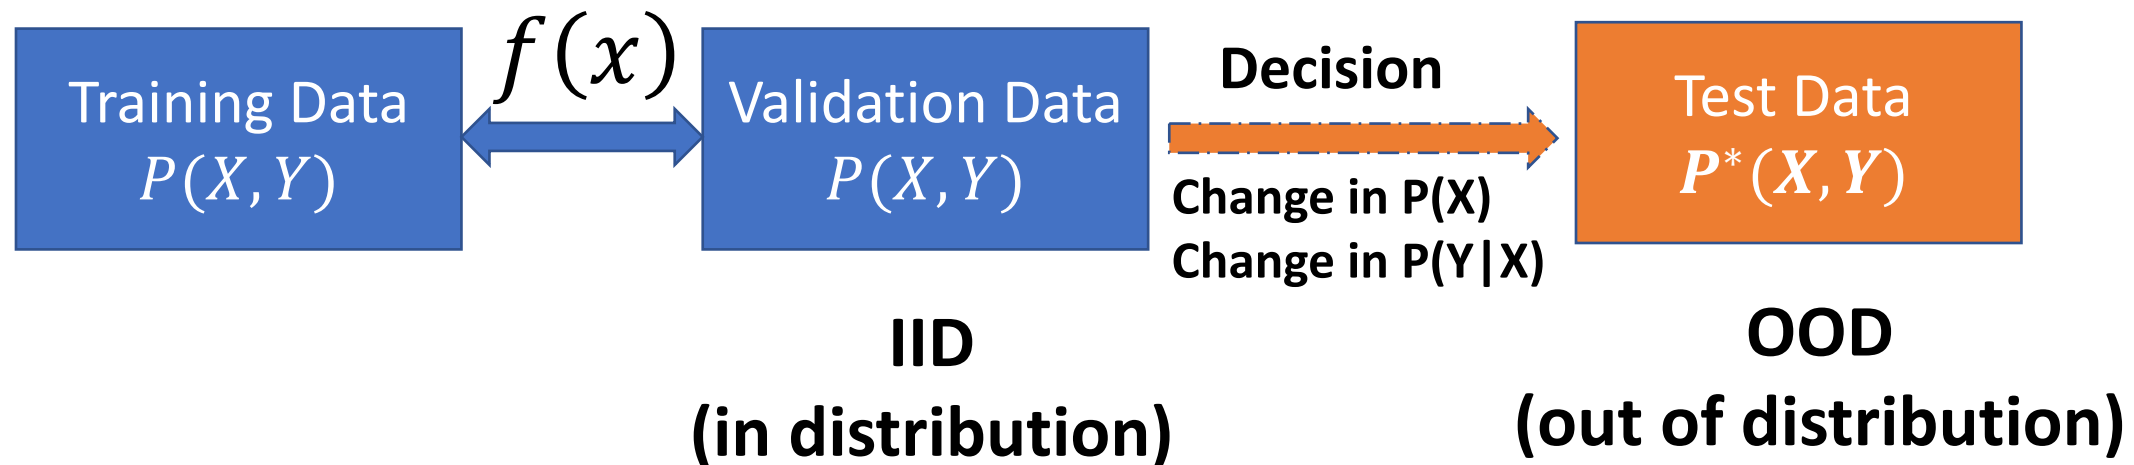 Training Data
P(X, Y)
f(x)
Validation Data
P(X, Y)
Decision
Change in P(X)
Change in P(Y|X)
Test Data
P*(X, Y)
IID
(in distribution)
OOD
(out of distribution)